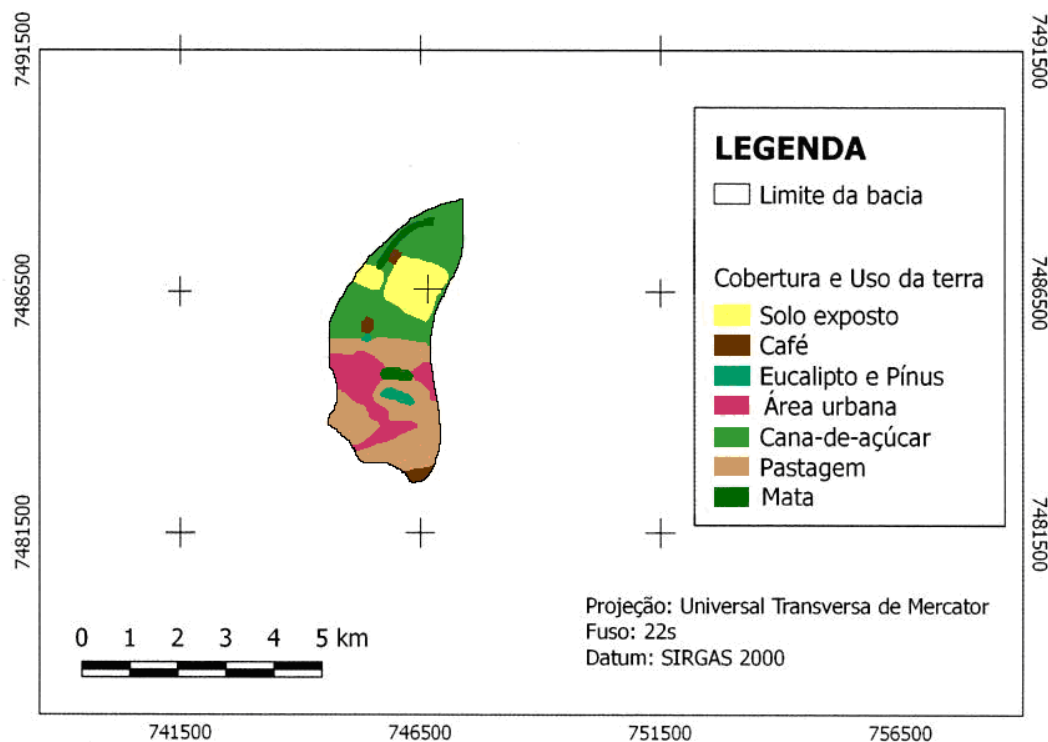 741500
746500
751500
756500
7491500
7491500
7486500
7486500
7481500
7481500
LEGENDA
Limite da bacia
Cobertura e Uso da terra
Solo exposto
Café
Eucalipto e Pínus
Área urbana
Cana-de-açúcar
Pastagem
Mata
Projeção: Universal Transversa de Mercator
Fuso: 22s
Datum: SIRGAS 2000
0 1 2 3 4 5 km